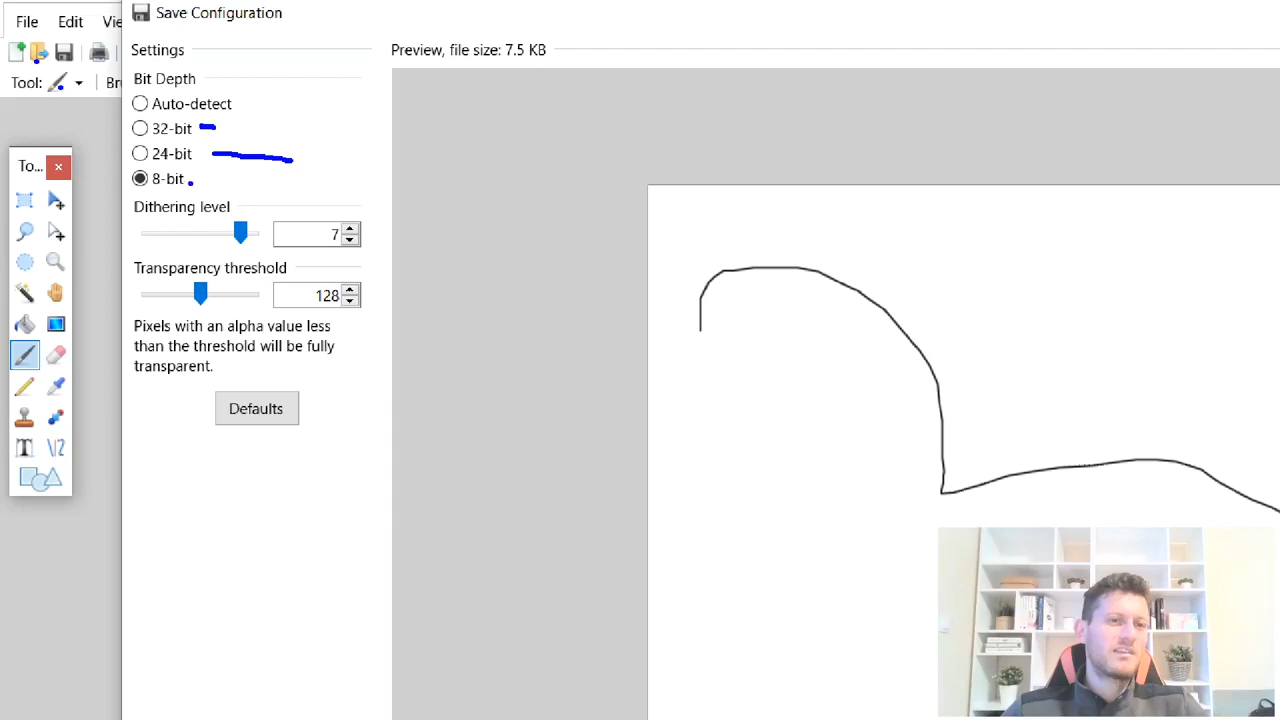 Save Configuration
File Edit
Settings
Preview, file size: 7.5 KB
Bit Depth
Tool:
Auto-detect
32-bit
24-bit
8-bit
To...
Dithering level
7
Transparency threshold
128
Pixels with an alpha value less
than the threshold will be fully
transparent.
Defaults